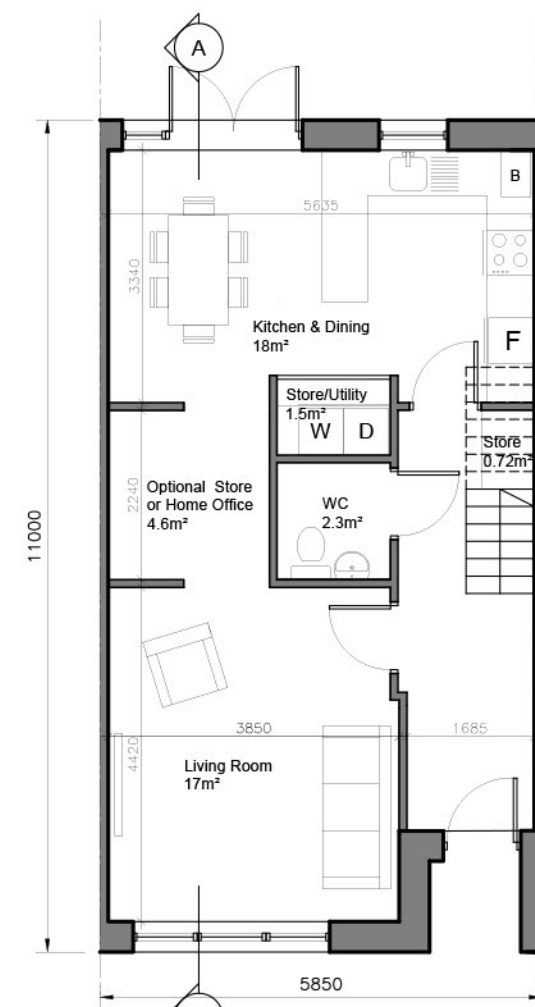 A
B
5635
3340
Kitchen & Dining
18m²
F
Store/Utility
1.5m²
W D
Store
0.72m²
Optional Store
or Home Office
4.6m²
2240
WC
2.3m²
11000
3850
1685
4420
Living Room
17m²
5850